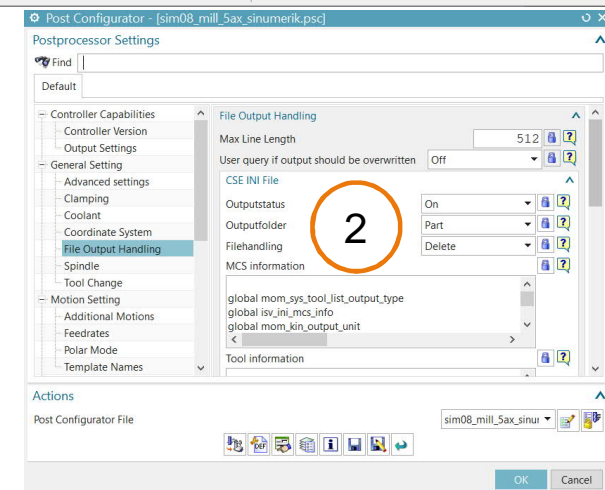 Post Configurator - [sim08_mill_5ax_sinumerik.psc]
Postprocessor Settings
Find
Default
Controller Capabilities
Controller Version
Output Settings
General Setting
Advanced settings
Clamping
Coolant
Coordinate System
File Output Handling
Spindle
Tool Change
Motion Setting
Additional Motions
Feedrates
Polar Mode
Template Names
File Output Handling
Max Line Length 512
User query if output should be overwritten Off
CSE INI File
Outputstatus On
Outputfolder Part
Filehandling Delete
2
MCS information
global mom_sys_tool_list_output_type
global isv_ini_mcs_info
global mom_kin_output_unit
Tool information
Actions
Post Configurator File sim08_mill_5ax_sinu
DEF
OK Cancel